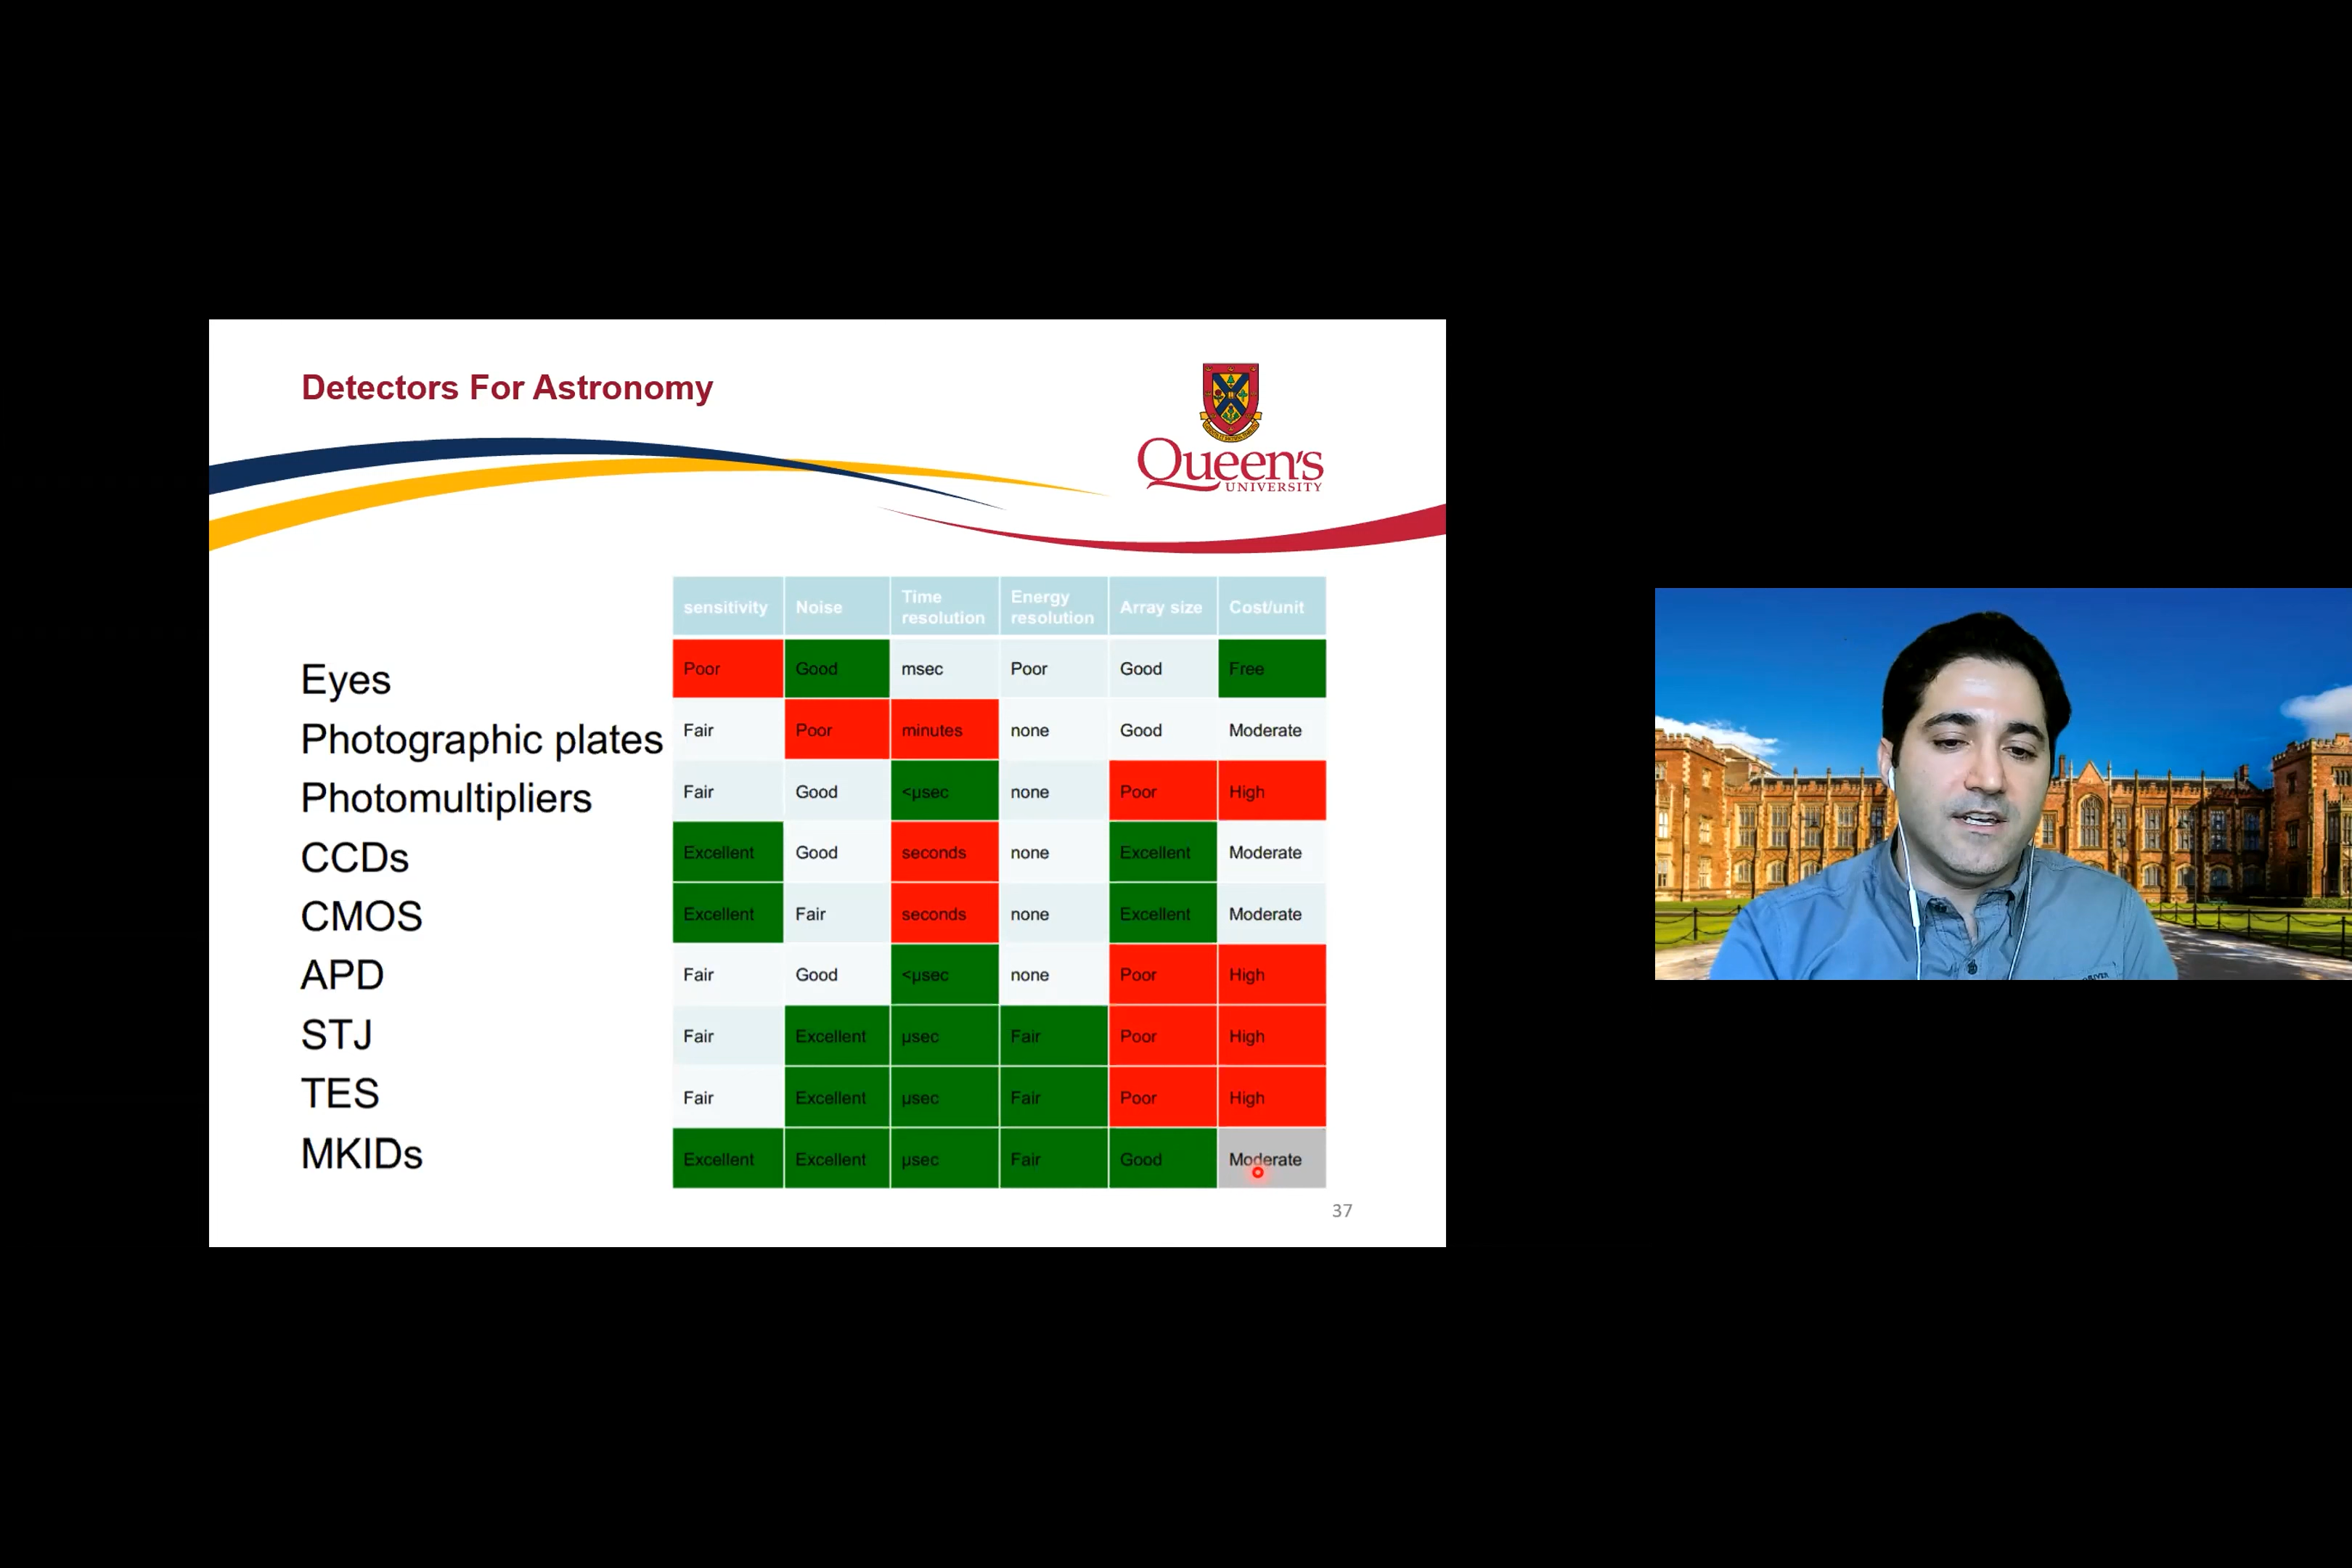 Detectors For Astronomy
Queen's
UNIVERSITY
sensitivity Noise Time resolution Energy resolution Array size Cost/unit
Eyes Poor Good msec Poor Good Free
Photographic plates Fair Poor minutes none Good Moderate
Photomultipliers Fair Good <µsec none Poor High
CCDs Excellent Good seconds none Excellent Moderate
CMOS Excellent Fair seconds none Excellent Moderate
APD Fair Good <µsec none Poor High
STJ Fair Excellent µsec Fair Poor High
TES Fair Excellent µsec Fair Poor High
MKIDs Excellent Excellent µsec Fair Good Moderate
37